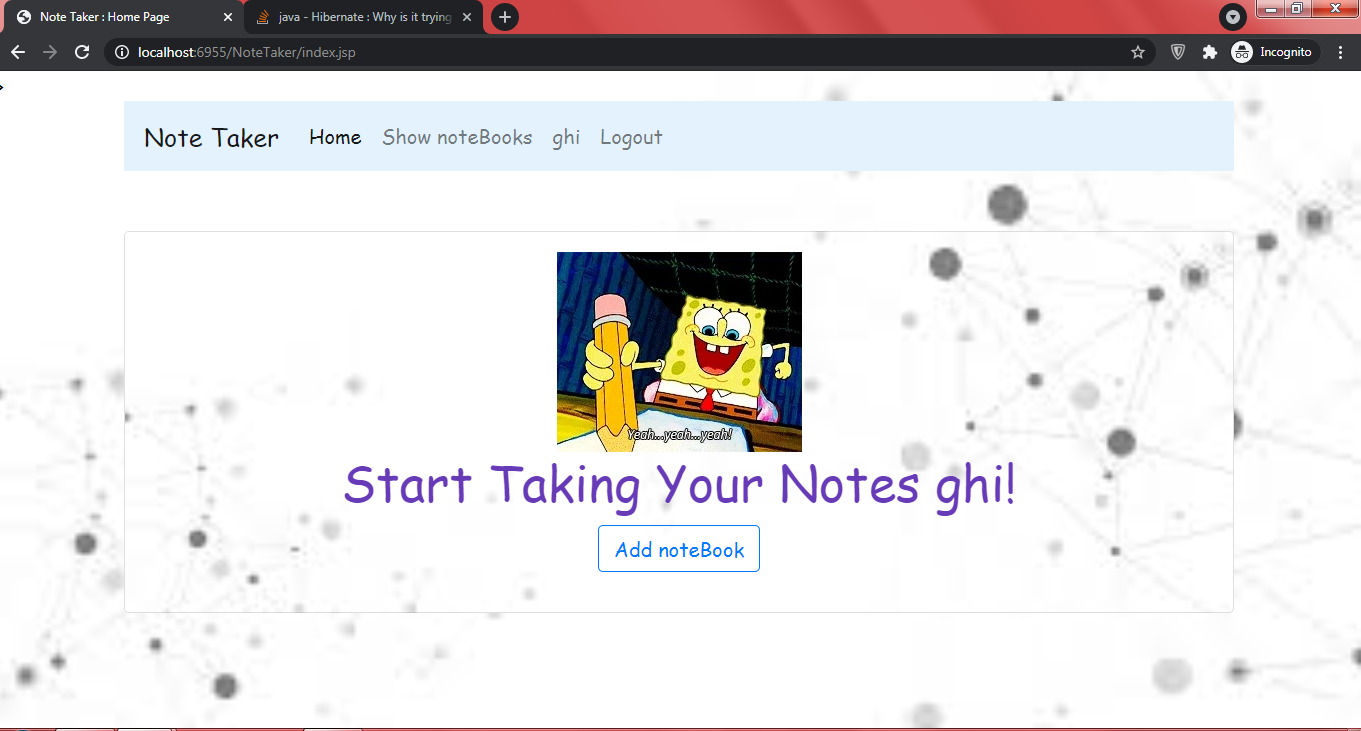 Note Taker : Home Page
java - Hibernate : Why is it trying
localhost:6955/NoteTaker/index.jsp
Incognito
>
Note Taker Home Show noteBooks ghi Logout
Yeah...yeah...yeah!
Start Taking Your Notes ghi!
Add noteBook